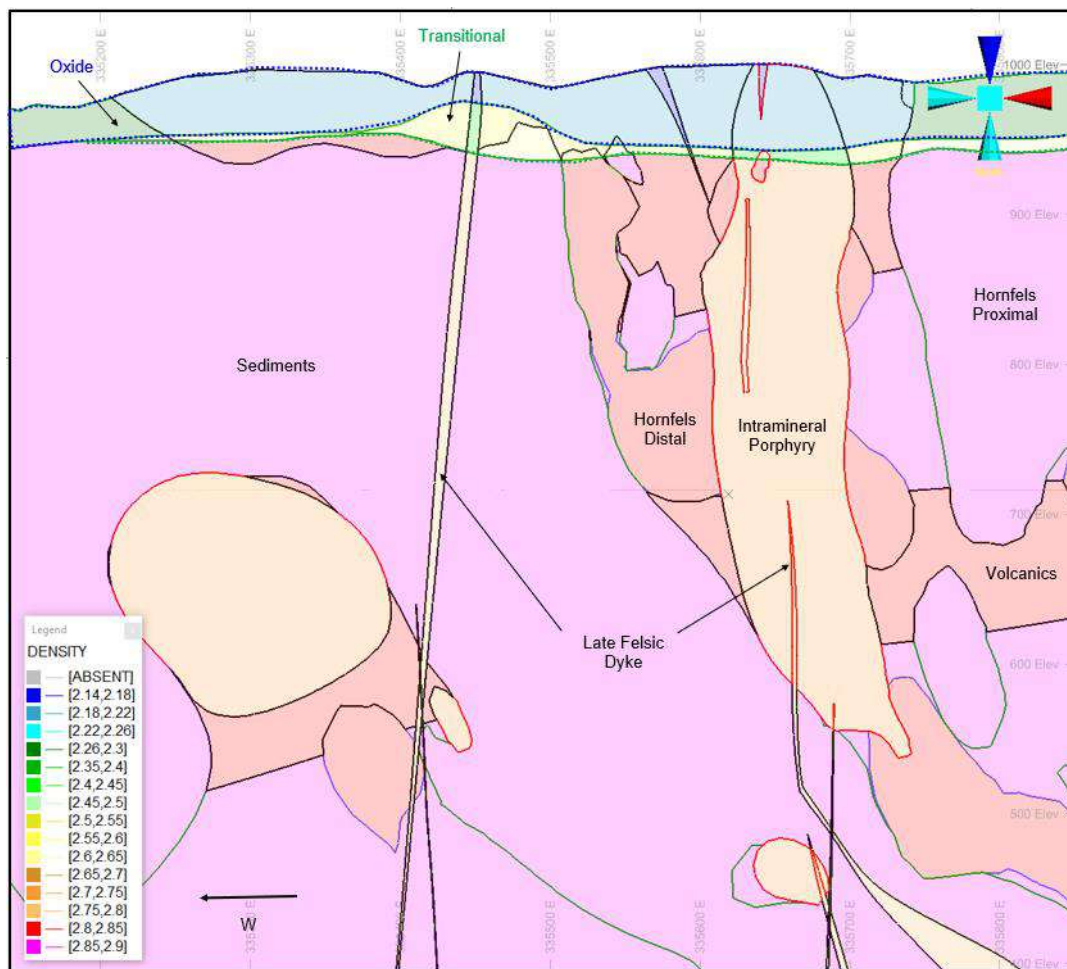 335200 E
335400 E
335500 E
335700 E
Transitional
Oxide
1000 Elev
900 Elev
Hornfels
Proximal
800 Elev
Sediments
Hornfels
Distal
Intramineral
Porphyry
700 Elev
Volcanics
Late Felsic
Dyke
600 Elev
500 Elev
Legend
x
DENSITY
[ABSENT]
[2.14,2.18]
[2.18,2.22]
[2.22,2.26]
[2.26,2.3]
[2.35,2.4]
[2.4,2.45]
[2.45,2.5]
[2.5,2.55]
[2.55,2.6]
[2.6,2.65]
[2.65,2.7]
[2.7,2.75]
[2.75,2.8]
[2.8,2.85]
[2.85,2.9]
W
335500 E
335600 E
335700 E
335800 E